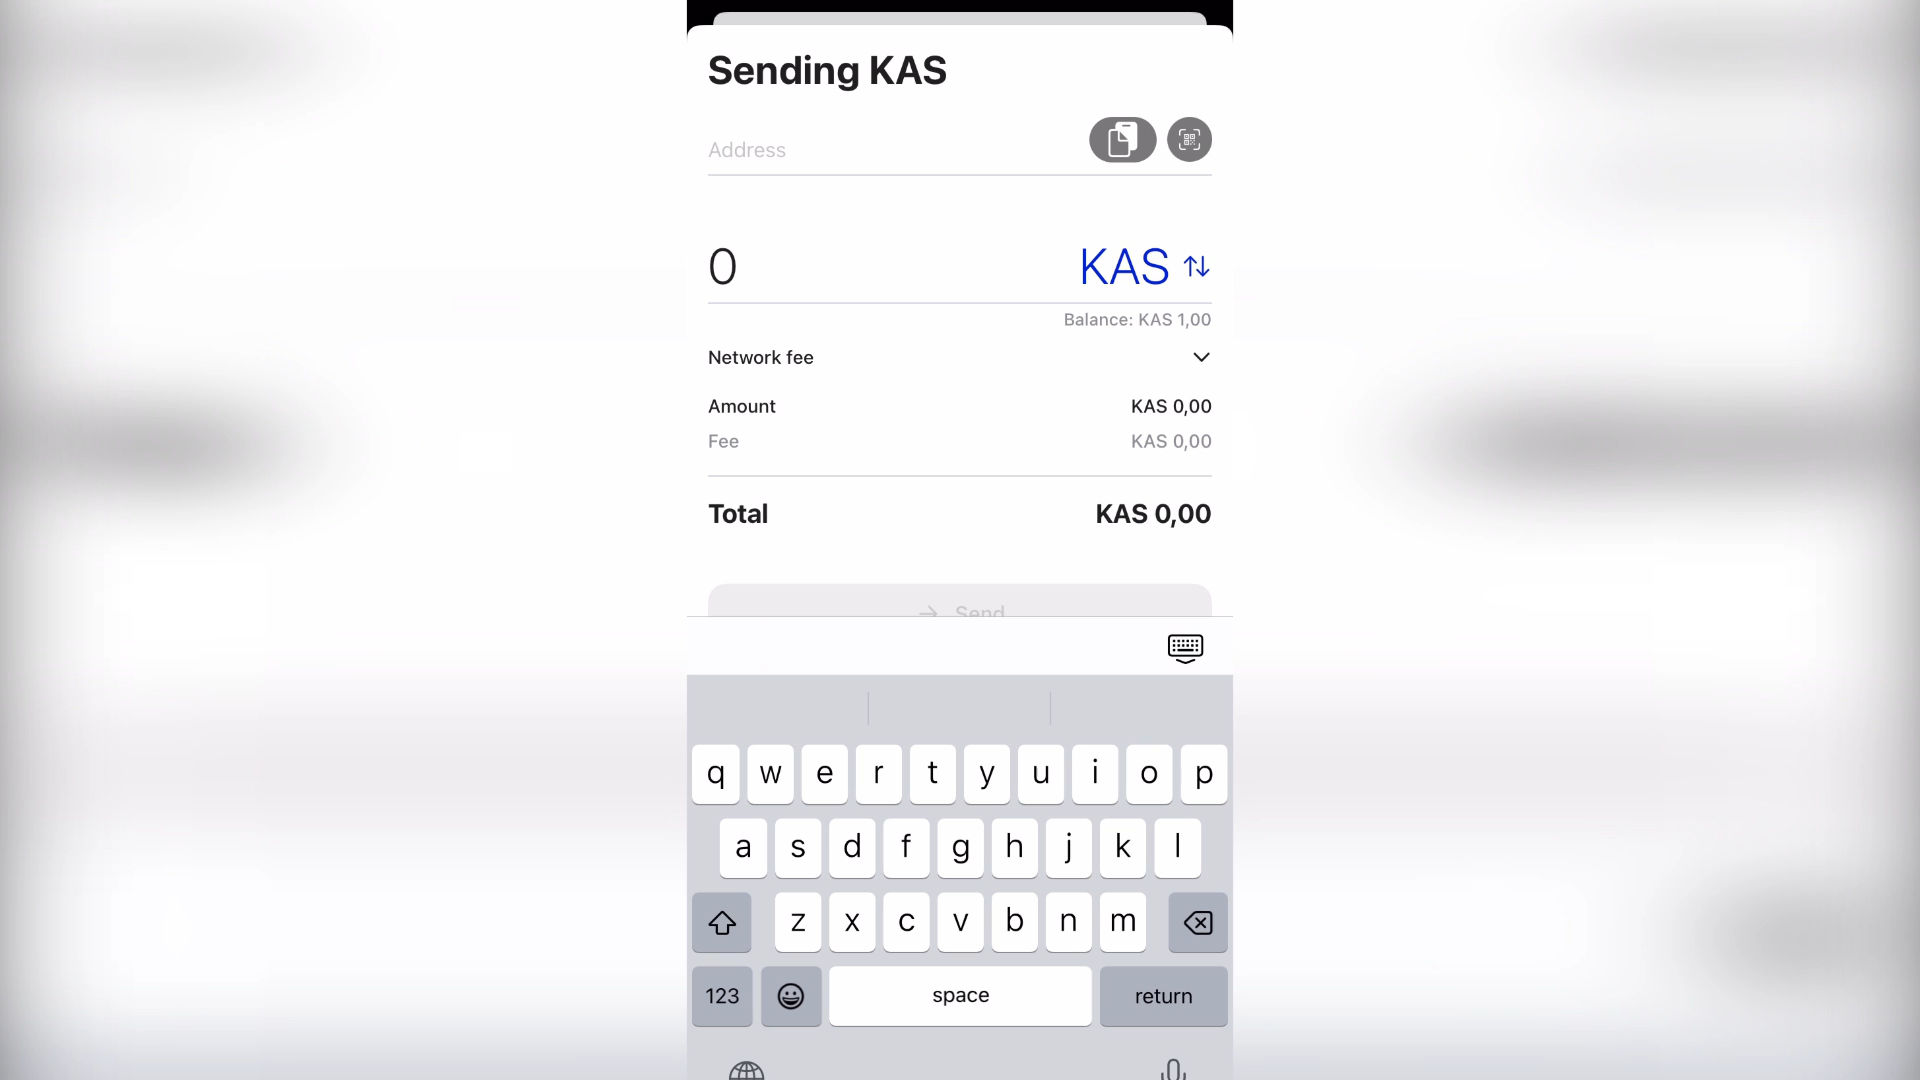 Sending KAS
Address
0 KAS
Balance: KAS 1,00
Network fee
Amount KAS 0,00
Fee KAS 0,00
Total KAS 0,00
Send
q w e r t y u i o p
a s d f g h j k l
z x c v b n m
123 space return